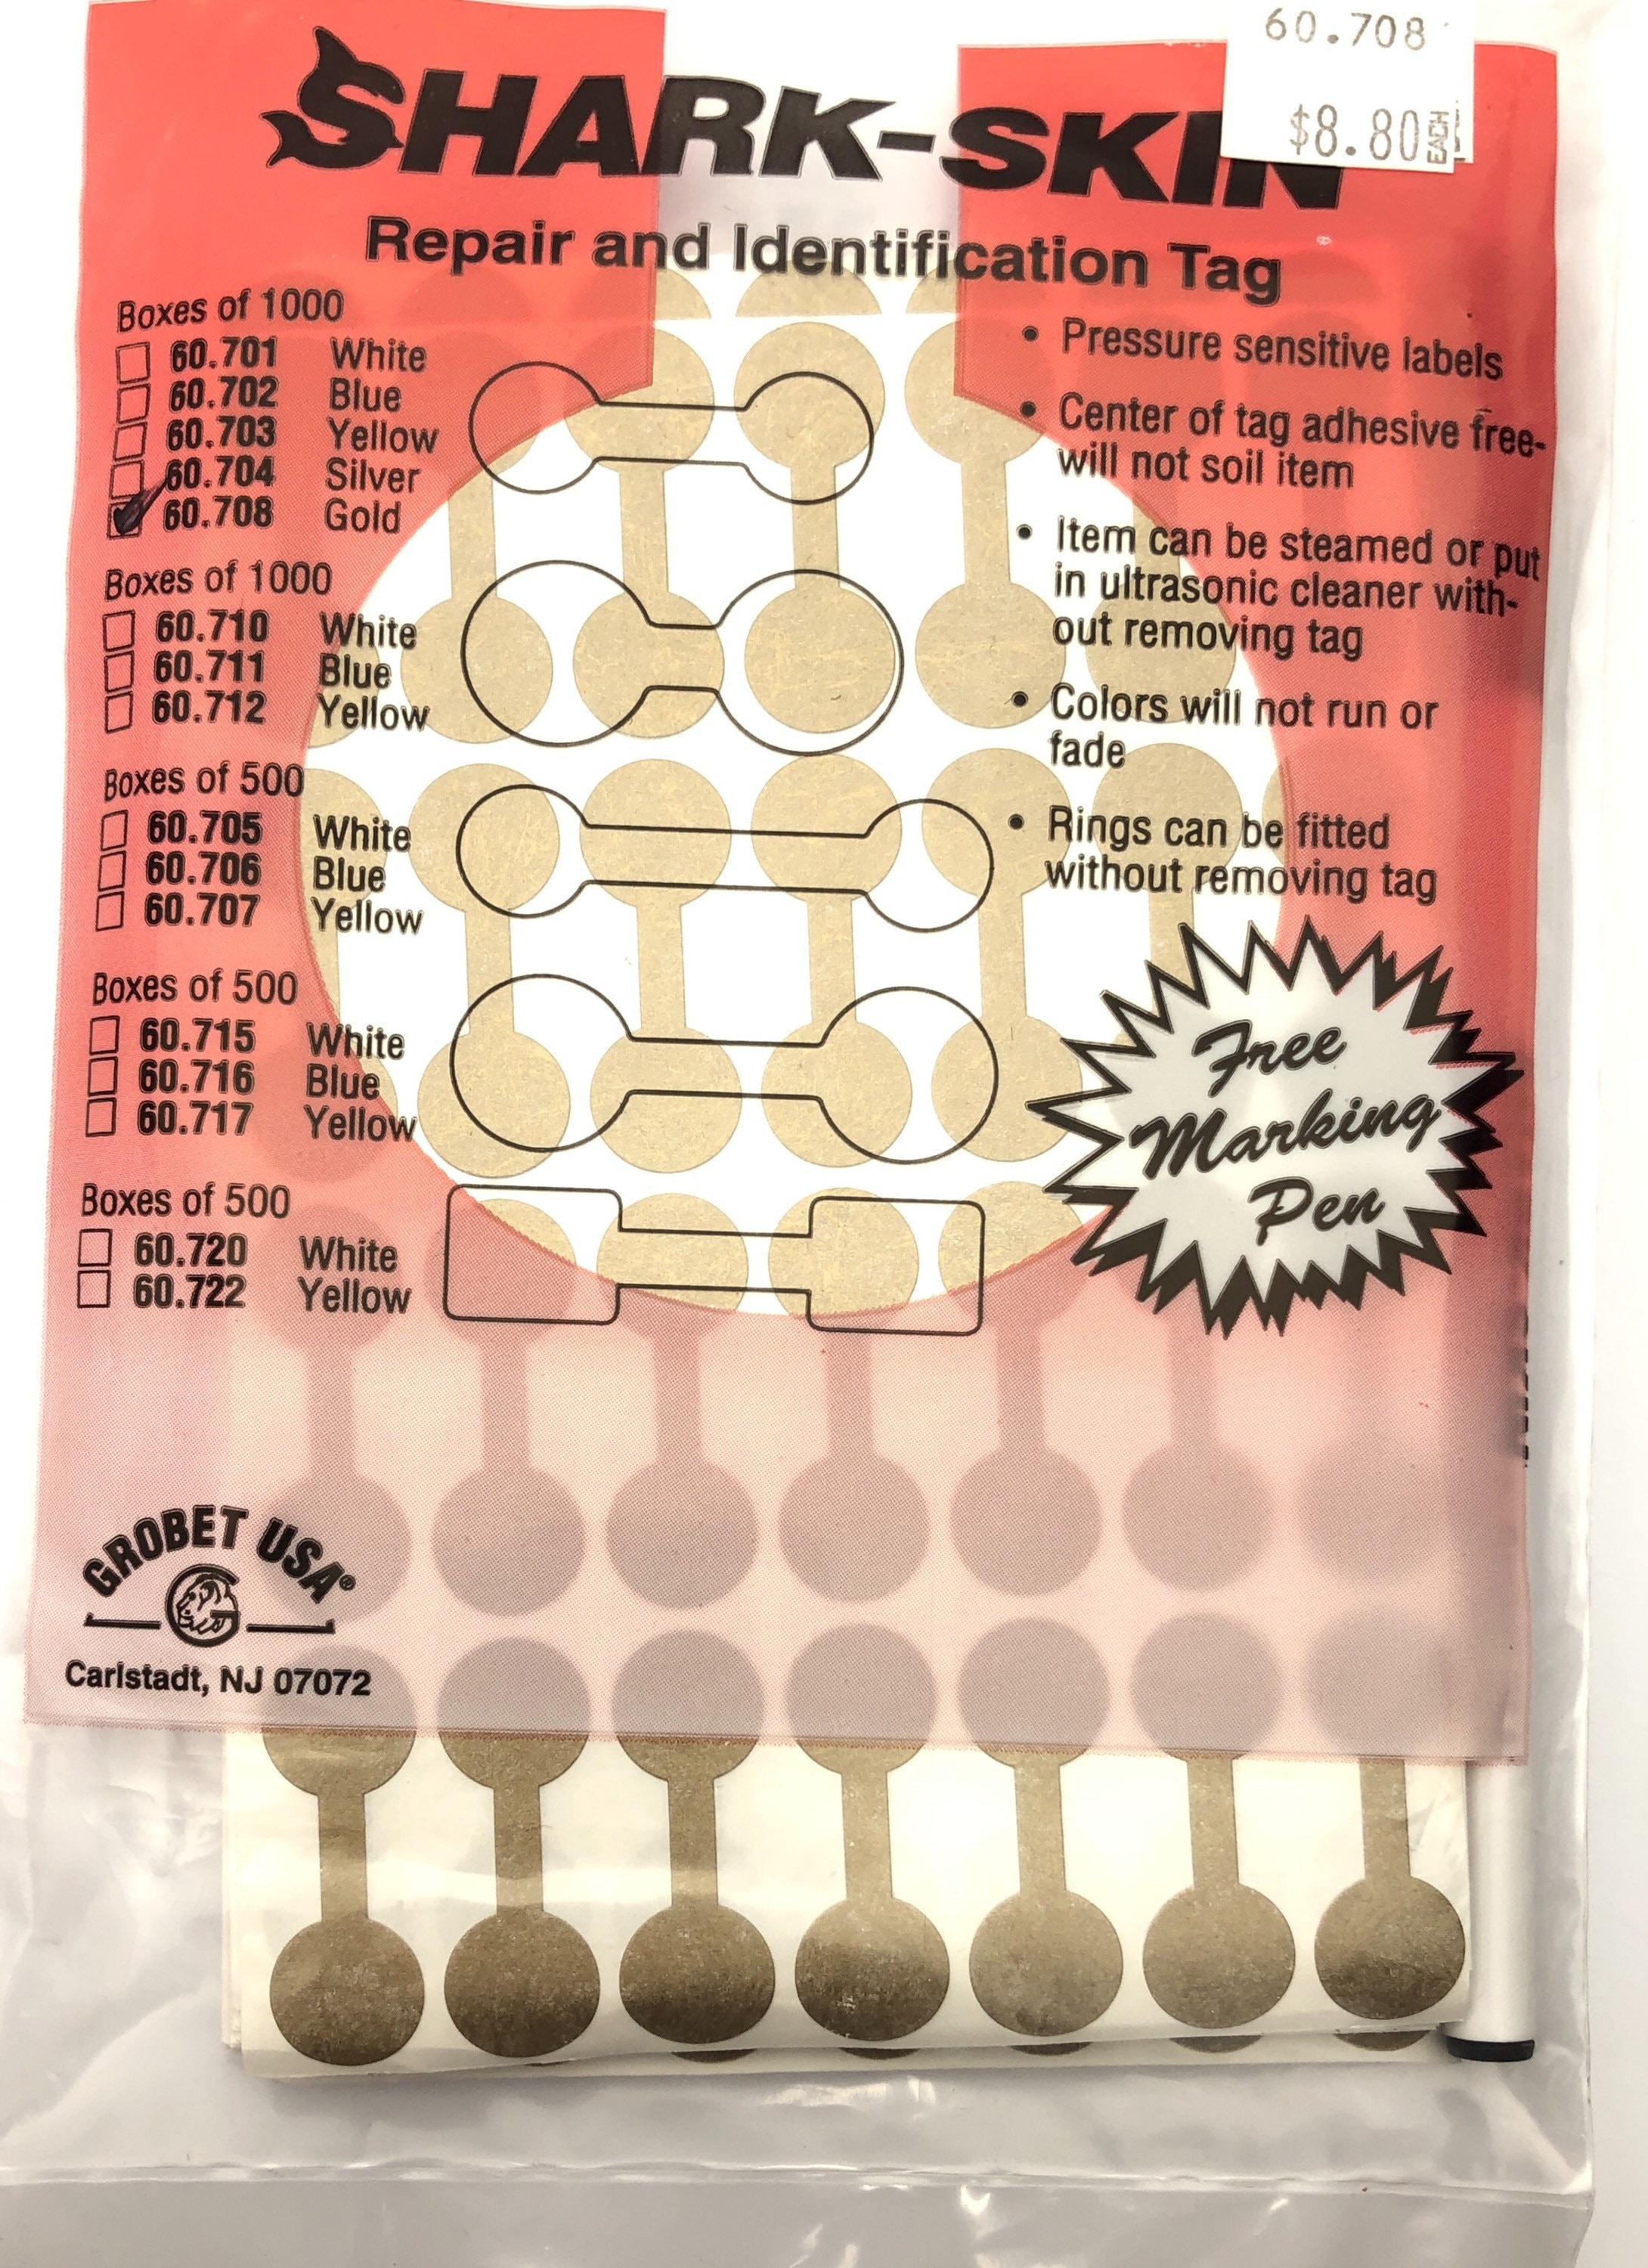 60.708
$8.80
EACH
SHARK-SKIN
Repair and Identification Tag
Boxes of 1000
60.701 White
60.702 Blue
60.703 Yellow
60.704 Silver
60.708 Gold
Boxes of 1000
60.710 White
60.711 Blue
60.712 Yellow
Boxes of 500
60.705 White
60.706 Blue
60.707 Yellow
Boxes of 500
60.715 White
60.716 Blue
60.717 Yellow
Boxes of 500
60.720 White
60.722 Yellow
• Pressure sensitive labels
• Center of tag adhesive free-
will not soil item
• Item can be steamed or put
in ultrasonic cleaner with-
out removing tag
• Colors will not run or
fade
• Rings can be fitted
without removing tag
Free
Marking
Pen
GROBET USA®
G
Carlstadt, NJ 07072